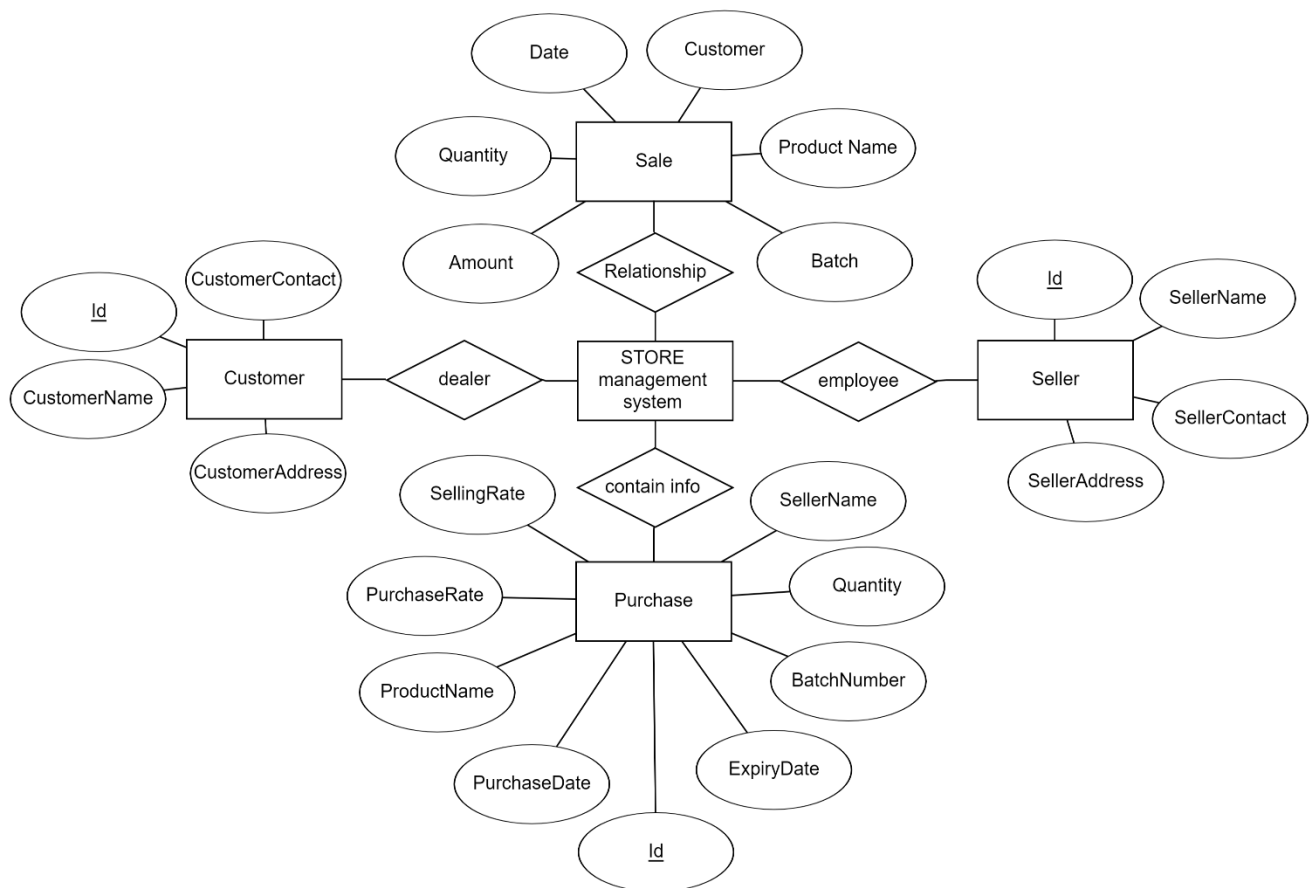 Date
Customer
Quantity
Sale
Product Name
Amount
Relationship
Batch
Id
CustomerContact
CustomerName
Customer
CustomerAddress
dealer
STORE
management
system
employee
Id
SellerName
Seller
SellerContact
SellerAddress
contain info
SellingRate
SellerName
PurchaseRate
Purchase
Quantity
ProductName
BatchNumber
PurchaseDate
ExpiryDate
Id